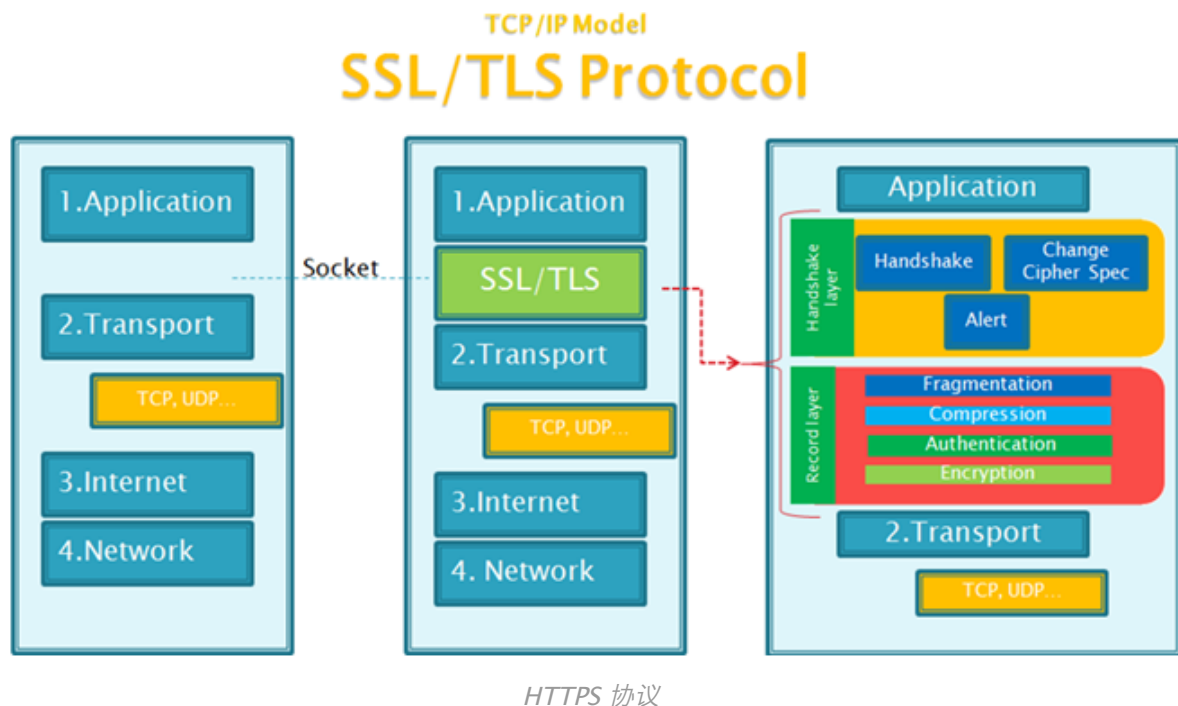 TCP/IP Model
SSL/TLS Protocol
1.Application
Socket
2.Transport
TCP, UDP...
3.Internet
4.Network
1.Application
SSL/TLS
2.Transport
TCP, UDP...
3.Internet
4. Network
Application
Handshake
layer
Handshake
Change
Cipher Spec
Alert
Record layer
Fragmentation
Compression
Authentication
Encryption
2.Transport
TCP, UDP...
HTTPS 协议